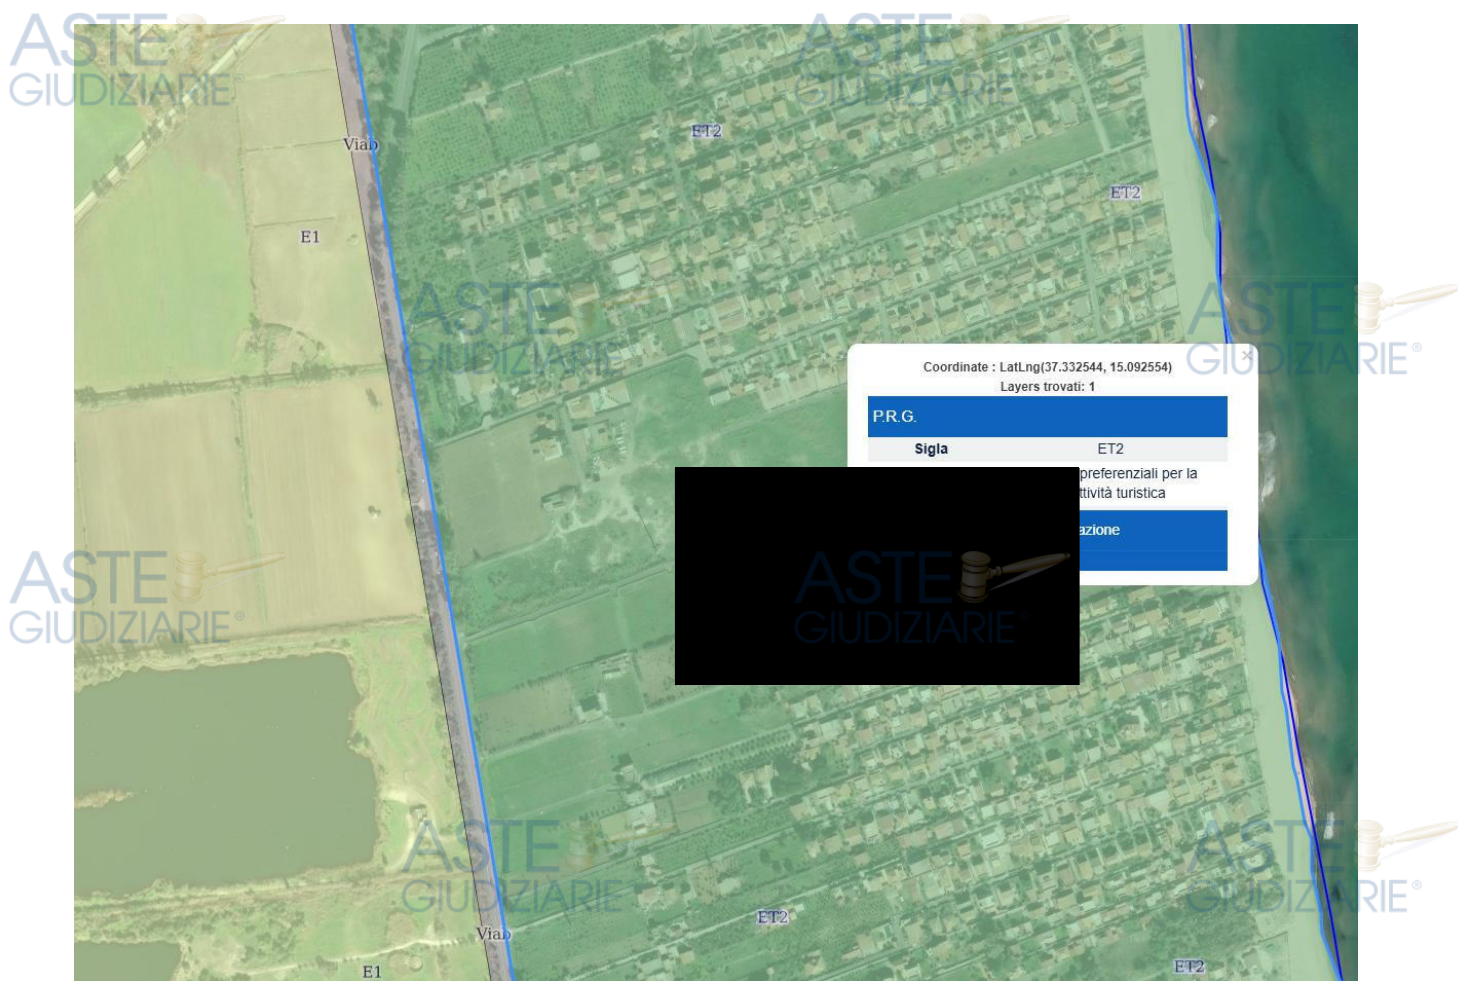 ASTE
GIUDIZIARIE®
ASTE
GIUDIZIARIE®
Viab
ET2
ET2
E1
ASTE
GIUDIZIARIE®
ASTE
GIUDIZIARIE®
Coordinate : LatLng(37.332544, 15.092554)
Layers trovati: 1
P.R.G.
Sigla ET2
preferenziali per la
ttività turistica
azione
ASTE
GIUDIZIARIE®
ASTE
GIUDIZIARIE®
ASTE
GIUDIZIARIE®
ASTE
GIUDIZIARIE®
ET2
Viab
E1
ET2